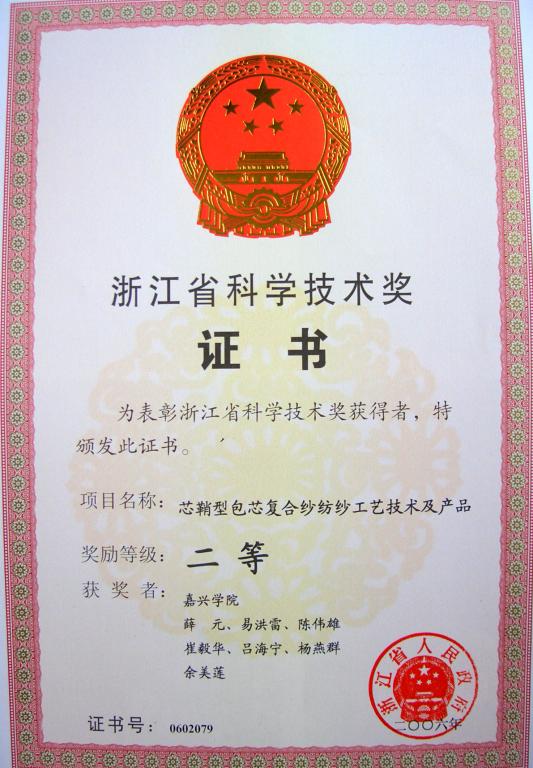 浙江省科学技术奖
证书
为表彰浙江省科学技术奖获得者，特
颁发此证书。
项目名称：芯鞘型包芯复合纱纺纱工艺技术及产品
奖励等级：二等
获奖者：嘉兴学院
薛元、易洪雷、陈伟雄
崔毅华、吕海宁、杨燕群
余美莲
浙江省人民政府
二〇〇六年
证书号：0602079